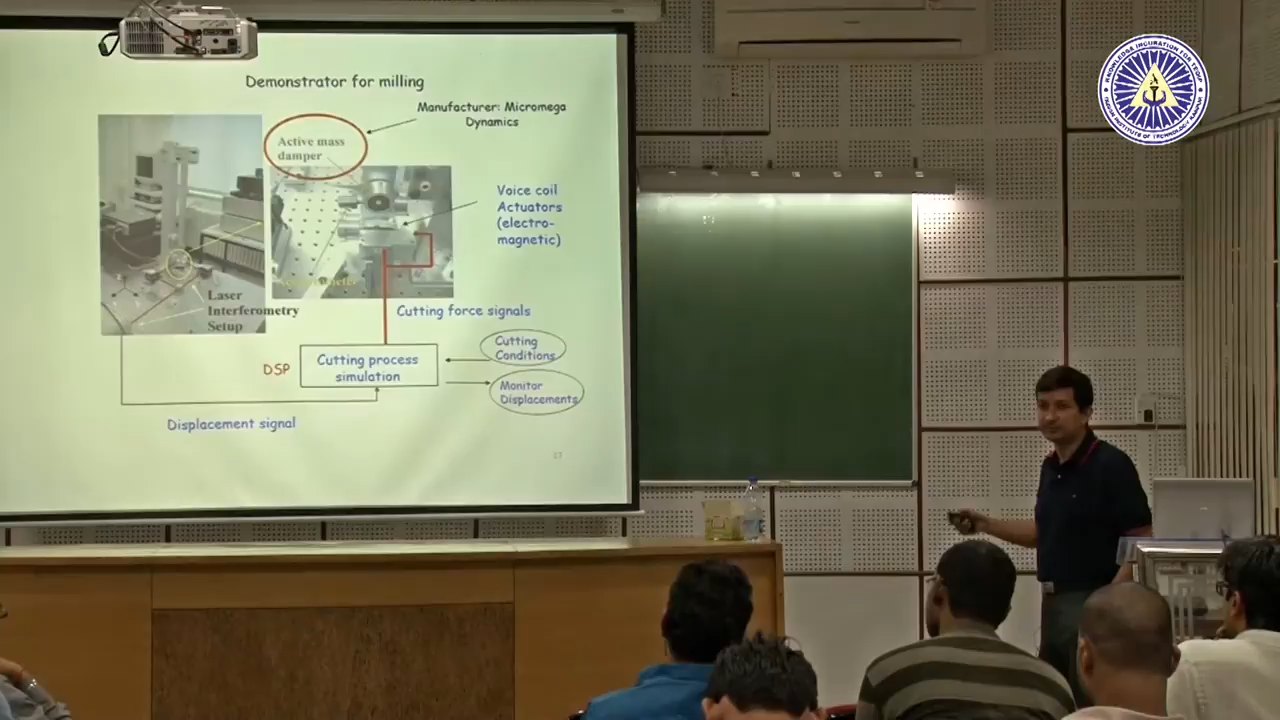 Demonstrator for milling
Manufacturer: Micromega
Dynamics
Active mass
damper
Voice coil
Actuators
(electro-
magnetic)
Laser
Interferometry
Setup
Cutting force signals
DSP
Cutting process
simulation
Cutting
Conditions
Monitor
Displacements
Displacement signal